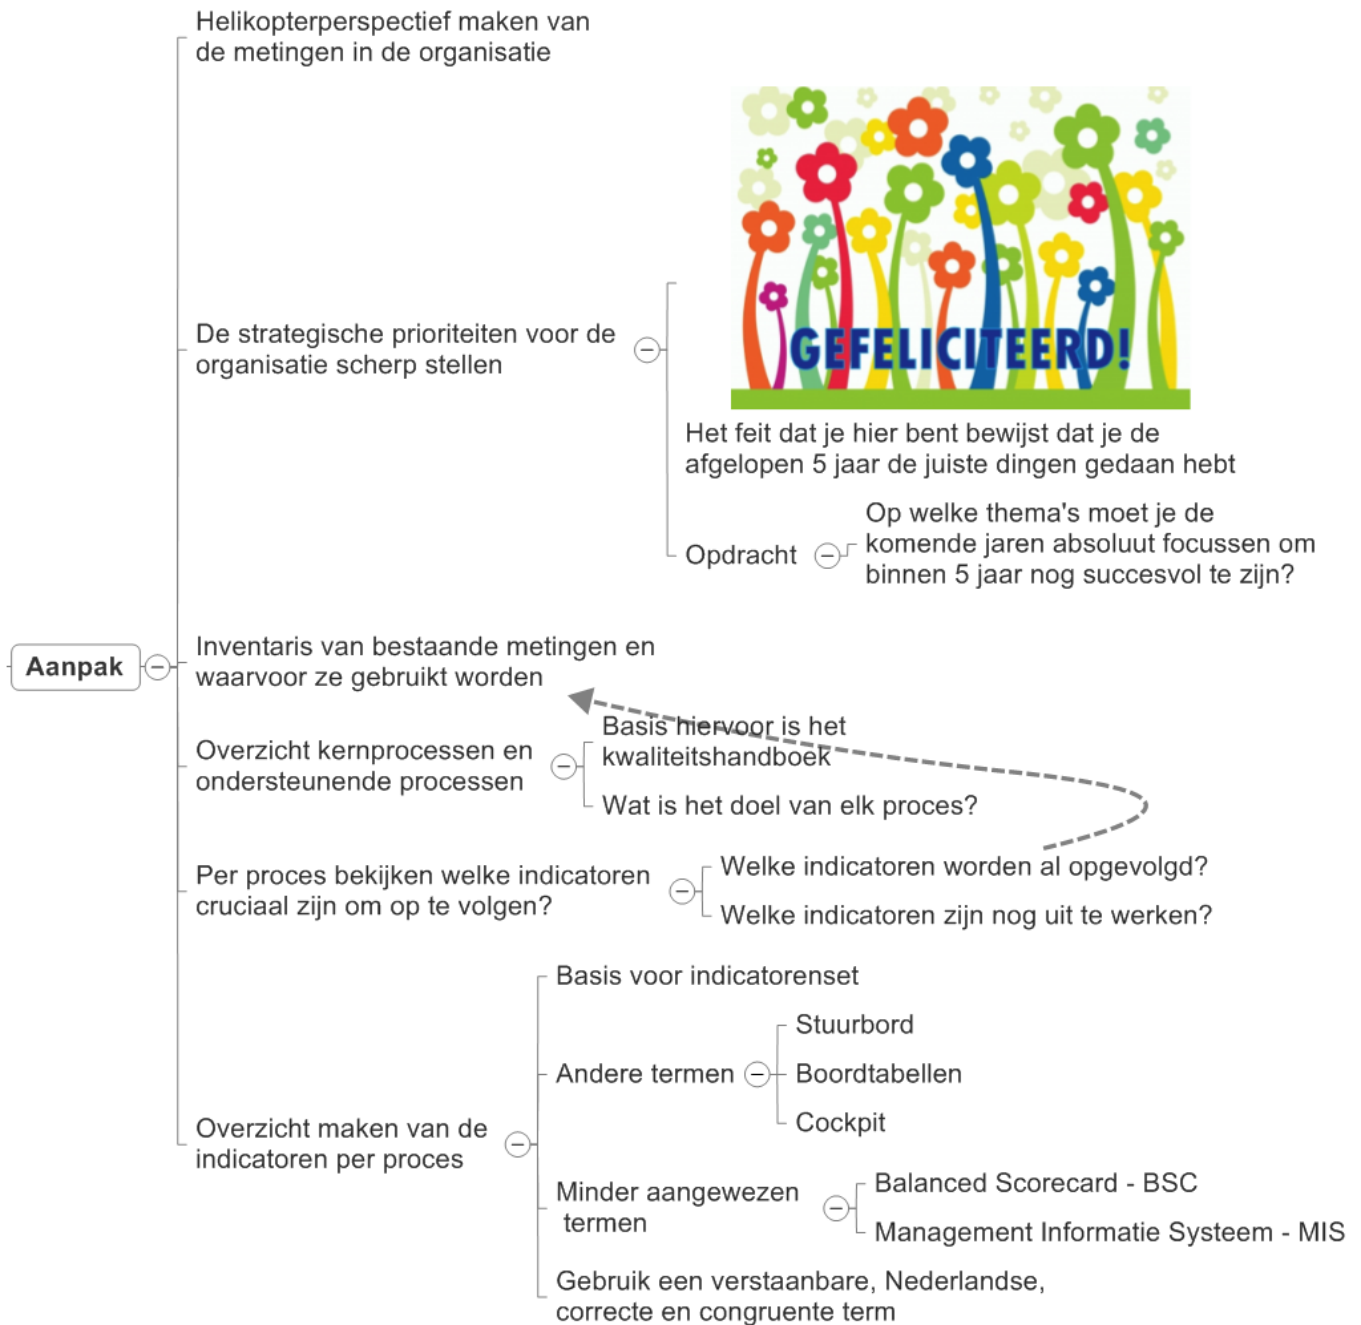 Helikopterperspectief maken van
de metingen in de organisatie
De strategische prioriteiten voor de
organisatie scherp stellen
GEFELICITEERD!
Het feit dat je hier bent bewijst dat je de
afgelopen 5 jaar de juiste dingen gedaan hebt
Opdracht
Op welke thema's moet je de
komende jaren absoluut focussen om
binnen 5 jaar nog succesvol te zijn?
Aanpak
Inventaris van bestaande metingen en
waarvoor ze gebruikt worden
Overzicht kernprocessen en
ondersteunende processen
Basis hiervoor is het
kwaliteitshandboek
Wat is het doel van elk proces?
Per proces bekijken welke indicatoren
cruciaal zijn om op te volgen?
Welke indicatoren worden al opgevolgd?
Welke indicatoren zijn nog uit te werken?
Overzicht maken van de
indicatoren per proces
Basis voor indicatorenset
Andere termen
Stuurbord
Boordtabellen
Cockpit
Minder aangewezen
termen
Balanced Scorecard - BSC
Management Informatie Systeem - MIS
Gebruik een verstaanbare, Nederlandse,
correcte en congruente term